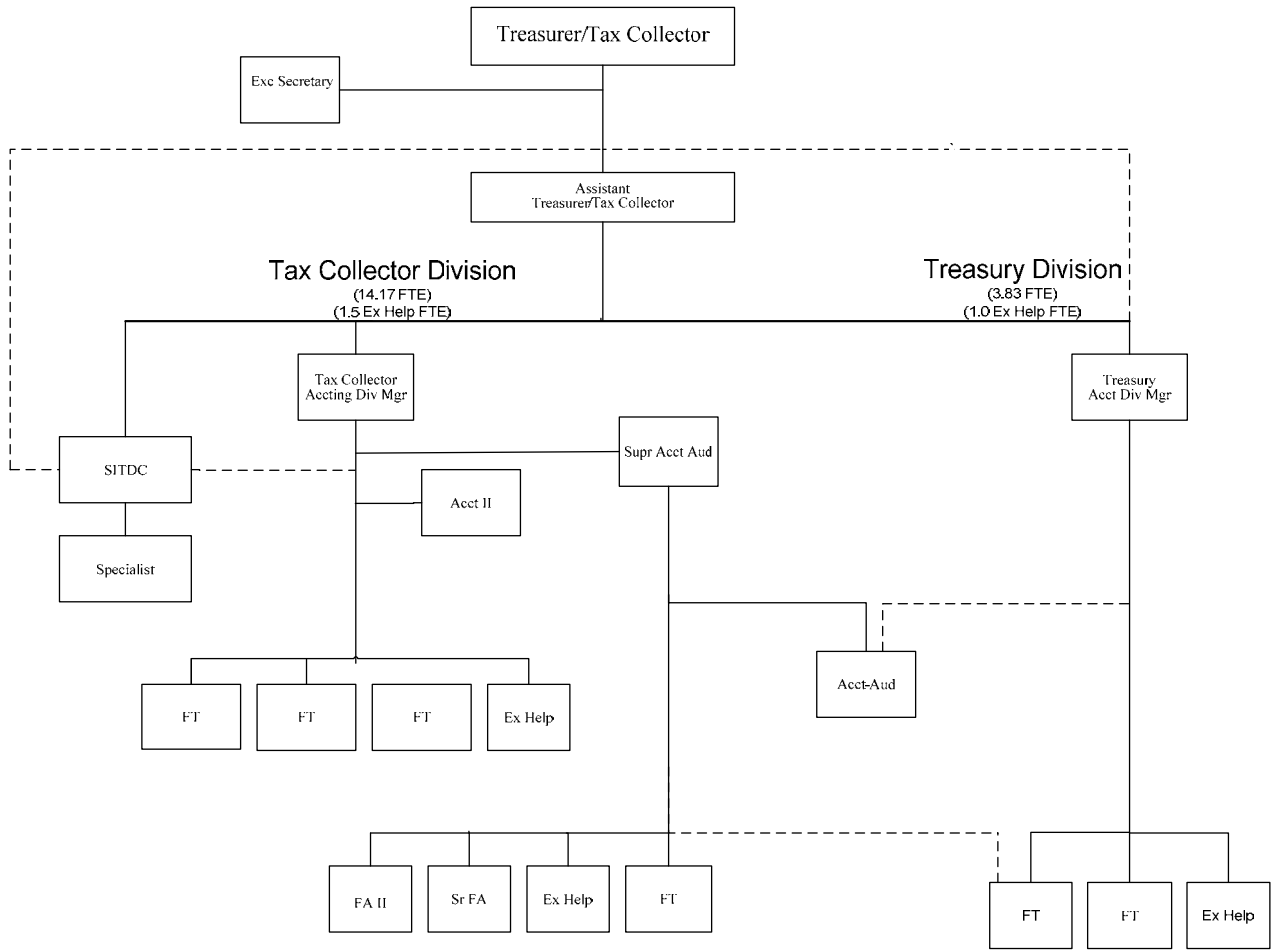 Treasurer/Tax Collector
Exc Secretary
Assistant
Treasurer/Tax Collector
Tax Collector Division
(14.17 FTE)
(1.5 Ex Help FTE)
Treasury Division
(3.83 FTE)
(1.0 Ex Help FTE)
Tax Collector
Accting Div Mgr
Treasury
Acct Div Mgr
Supr Acct Aud
SITDC
Acct II
Specialist
Acct-Aud
FT
FT
FT
Ex Help
FA II
Sr FA
Ex Help
FT
FT
FT
Ex Help